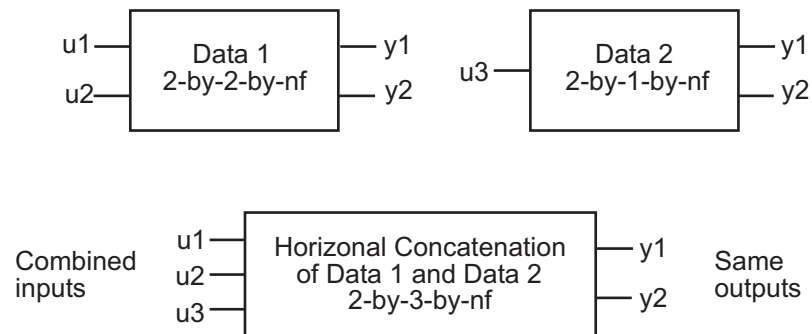 u1
u2
Data 1
2-by-2-by-nf
y1
y2
u3
Data 2
2-by-1-by-nf
y1
y2
Combined
inputs
u1
u2
u3
Horizonal Concatenation
of Data 1 and Data 2
2-by-3-by-nf
y1
y2
Same
outputs